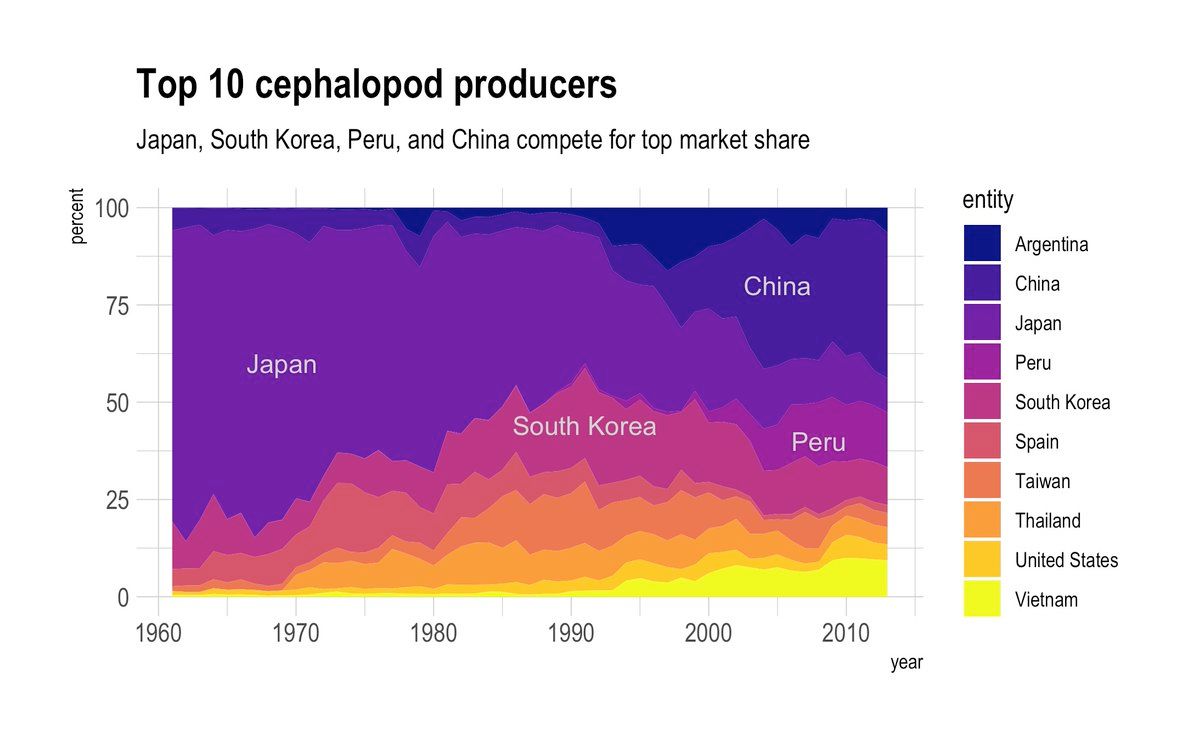 Top 10 cephalopod producers
Japan, South Korea, Peru, and China compete for top market share
percent
100
75
50
25
0
1960
1970
1980
1990
2000
2010
year
Japan
South Korea
China
Peru
entity
Argentina
China
Japan
Peru
South Korea
Spain
Taiwan
Thailand
United States
Vietnam